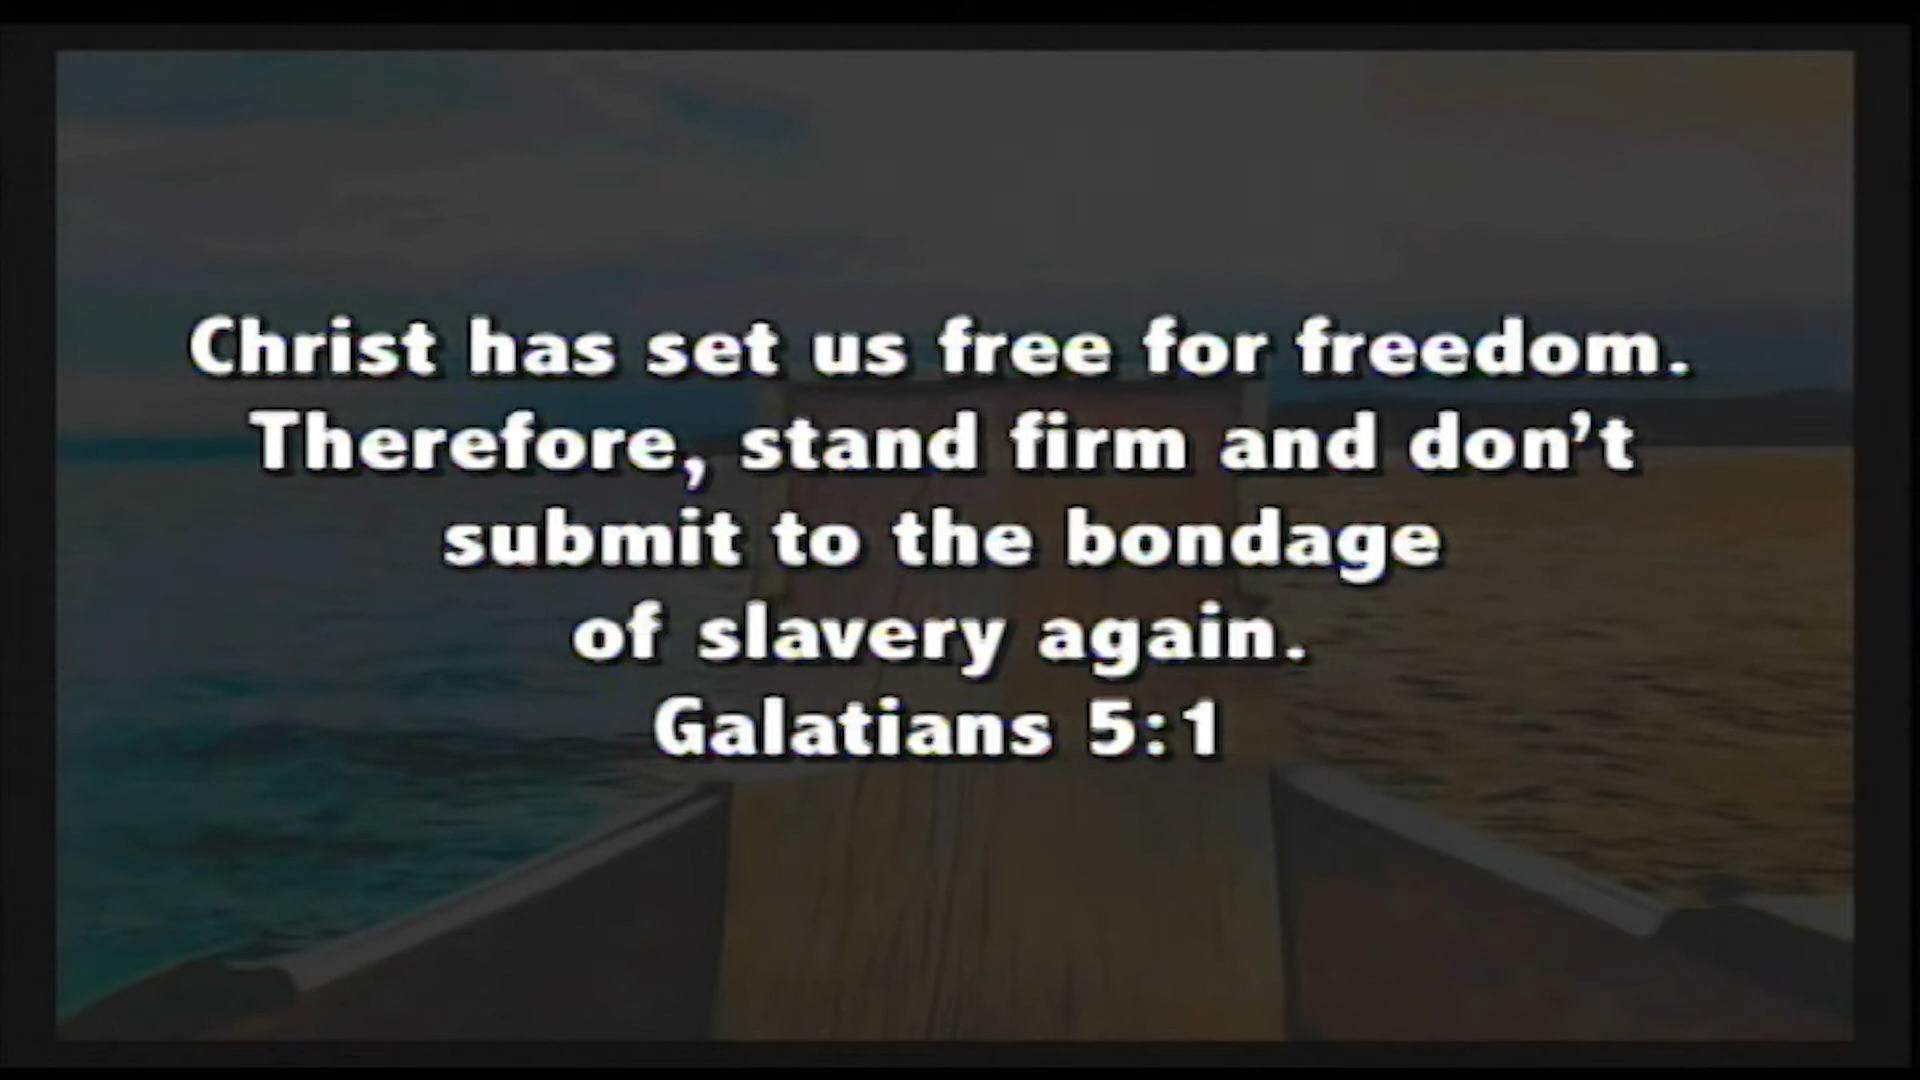 Christ has set us free for freedom.
Therefore, stand firm and don’t
submit to the bondage
of slavery again.
Galatians 5:1